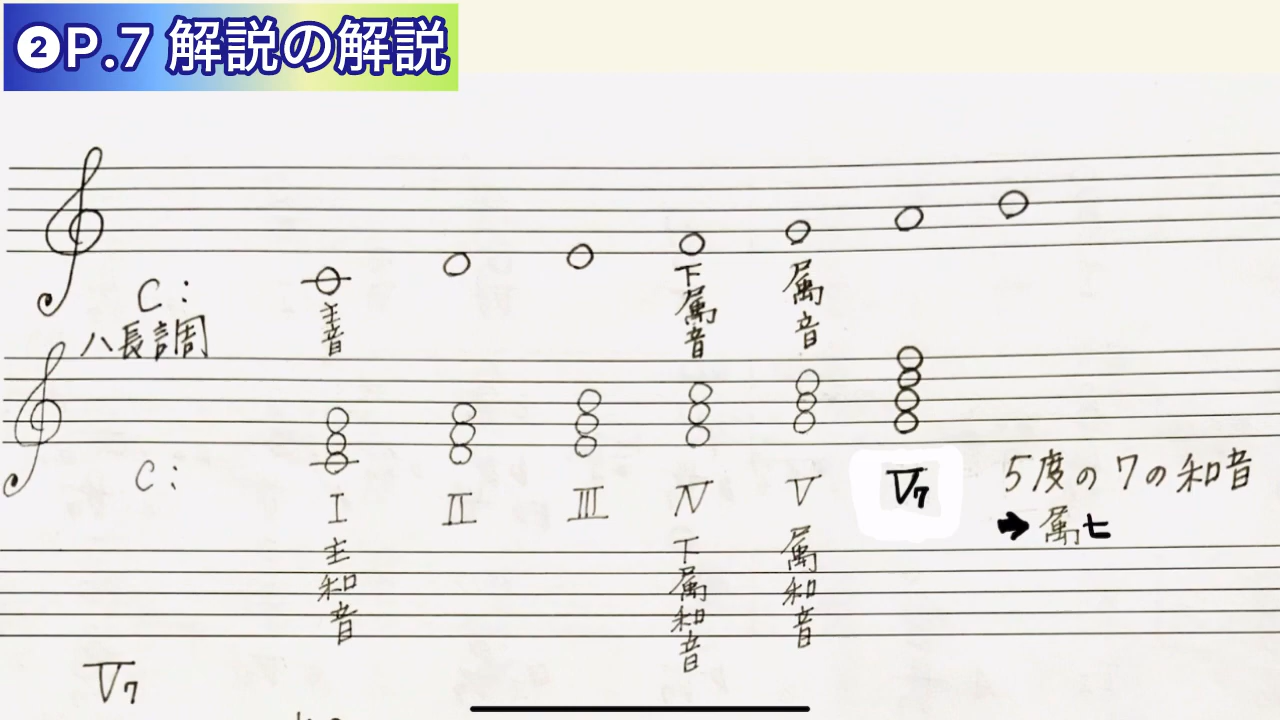 ❷P.7 解説の解説
C:
ハ長調
主音
下属音
属音
C:
I
II
III
IV
V
V7
5度の7の和音
➡属七
主和音
下属和音
属和音
V7